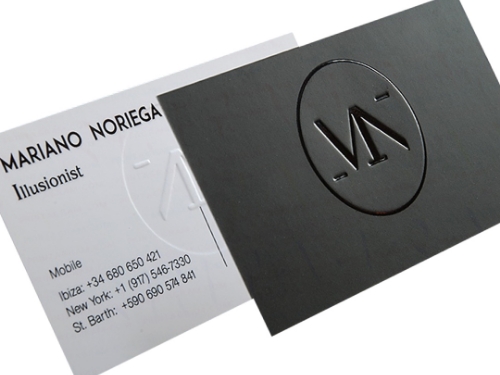 MARIANO NORIEGA
Illusionist
Mobile
Ibiza: +34 680 650 421
New York: +1 (917) 546-7330
St. Barth: +590 690 574 841